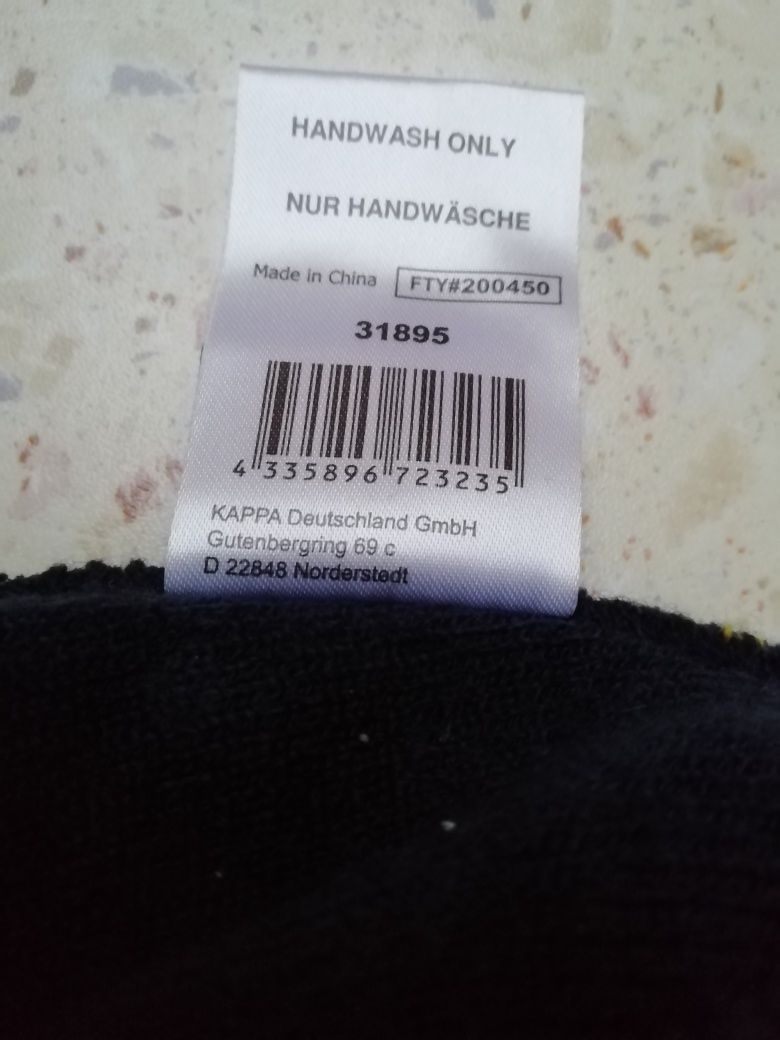 HANDWASH ONLY
NUR HANDWÄSCHE
Made in China FTY#200450
31895
4 335896 723235
KAPPA Deutschland GmbH
Gutenbergring 69 c
D 22848 Norderstedt